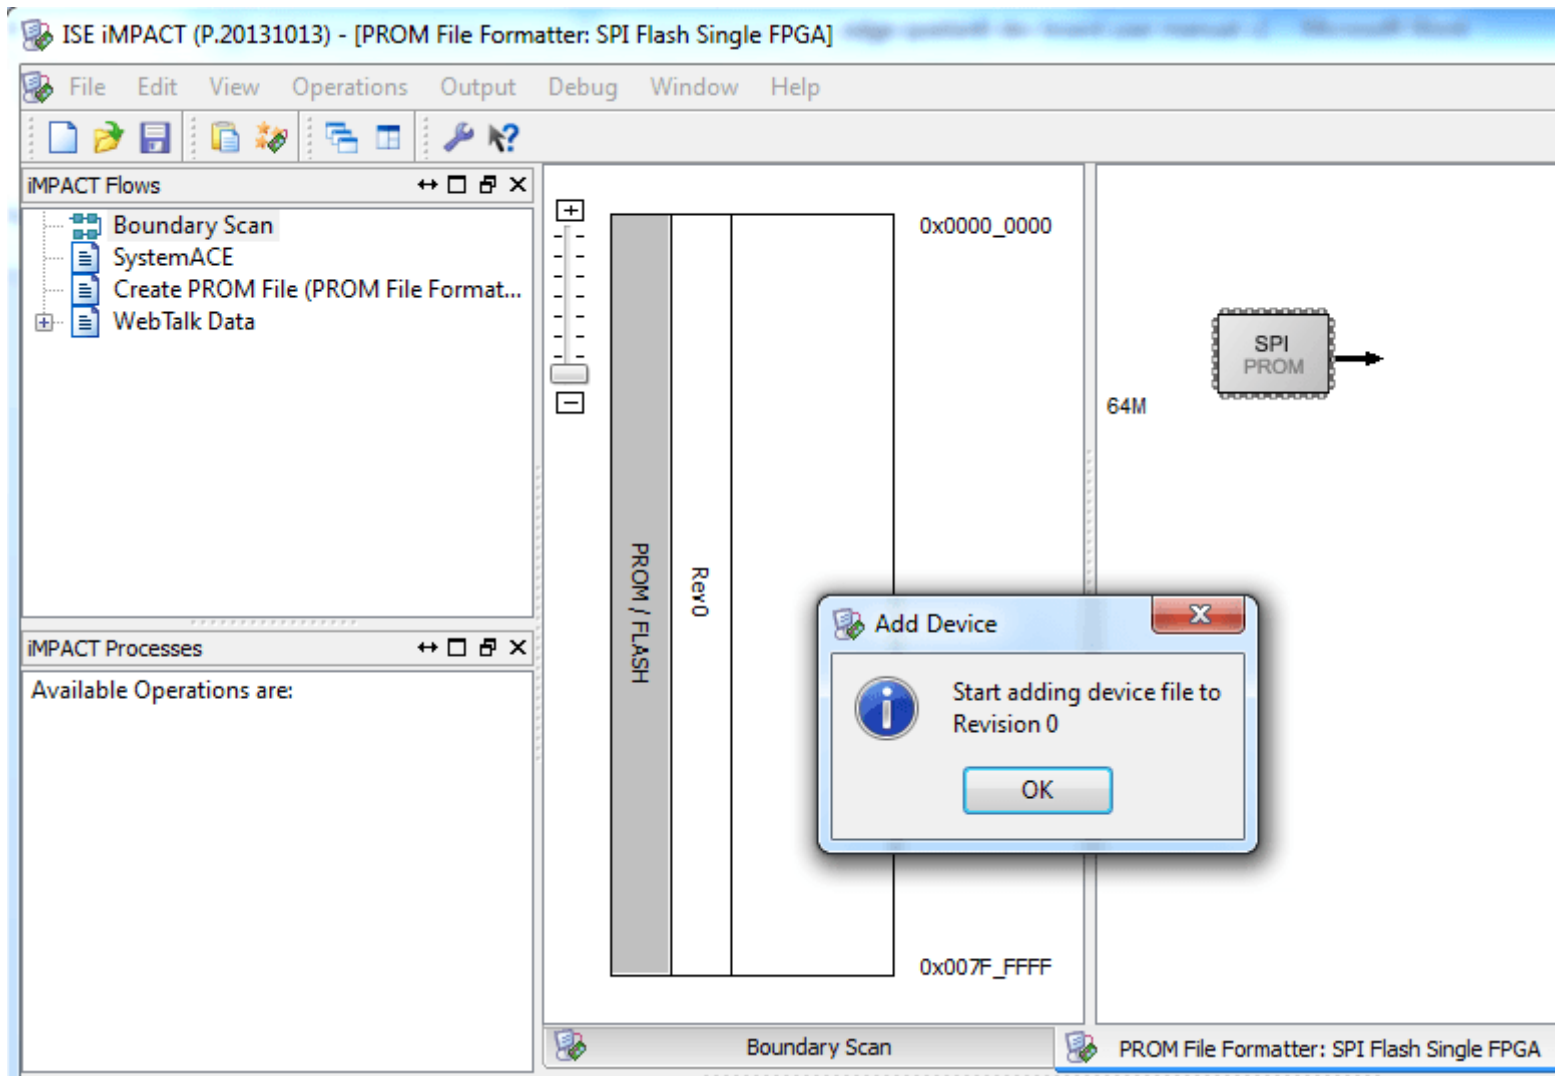 ISE iMPACT (P.20131013) - [PROM File Formatter: SPI Flash Single FPGA]
File Edit View Operations Output Debug Window Help
iMPACT Flows
Boundary Scan
SystemACE
Create PROM File (PROM File Format...
WebTalk Data
iMPACT Processes
Available Operations are:
PROM / FLASH
Rev0
0x0000_0000
0x007F_FFFF
64M
SPI
PROM
Add Device
Start adding device file to
Revision 0
OK
Boundary Scan
PROM File Formatter: SPI Flash Single FPGA